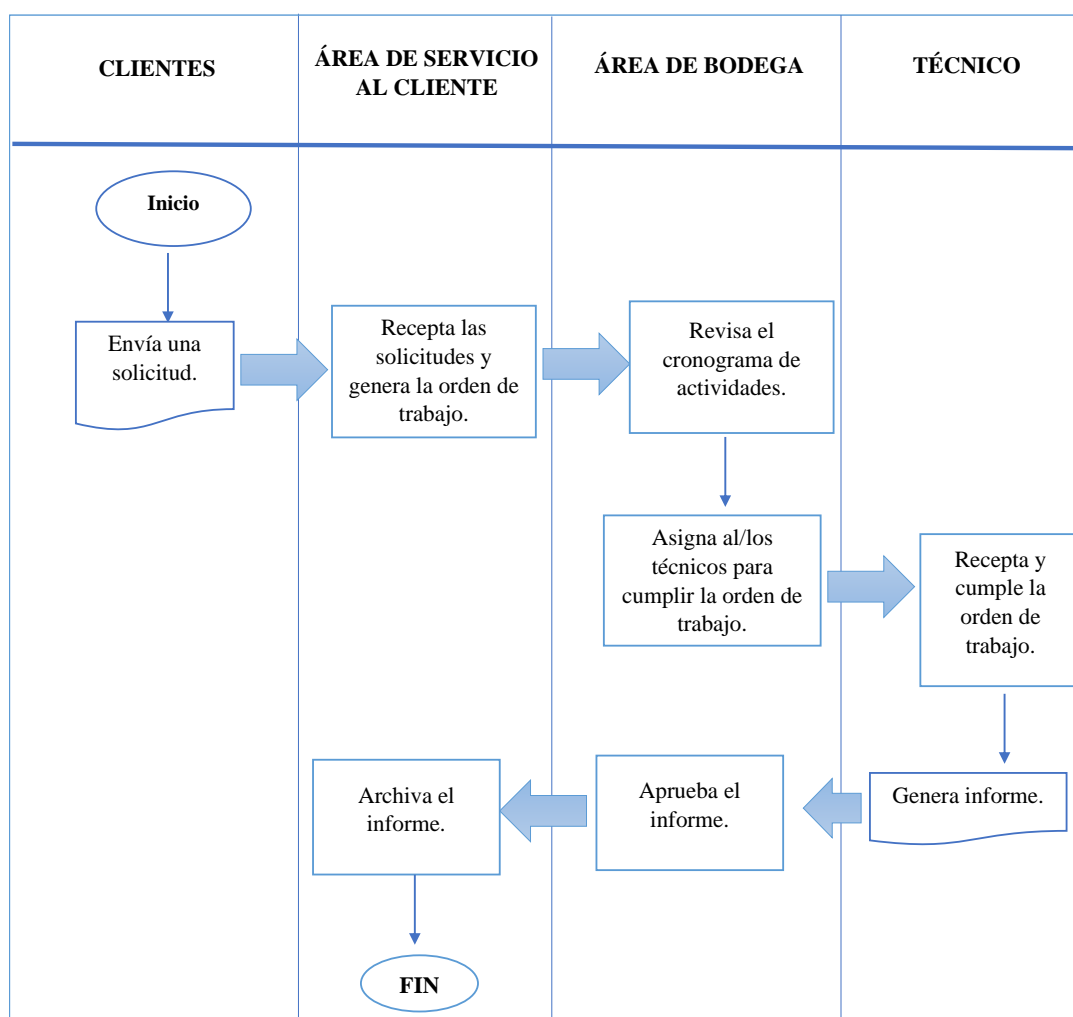 CLIENTES
ÁREA DE SERVICIO
AL CLIENTE
ÁREA DE BODEGA
TÉCNICO
Inicio
Envía una
solicitud.
Recepta las
solicitudes y
genera la orden de
trabajo.
Revisa el
cronograma de
actividades.
Asigna al/los
técnicos para
cumplir la orden de
trabajo.
Recepta y
cumple la
orden de
trabajo.
Genera informe.
Aprueba el
informe.
Archiva el
informe.
FIN